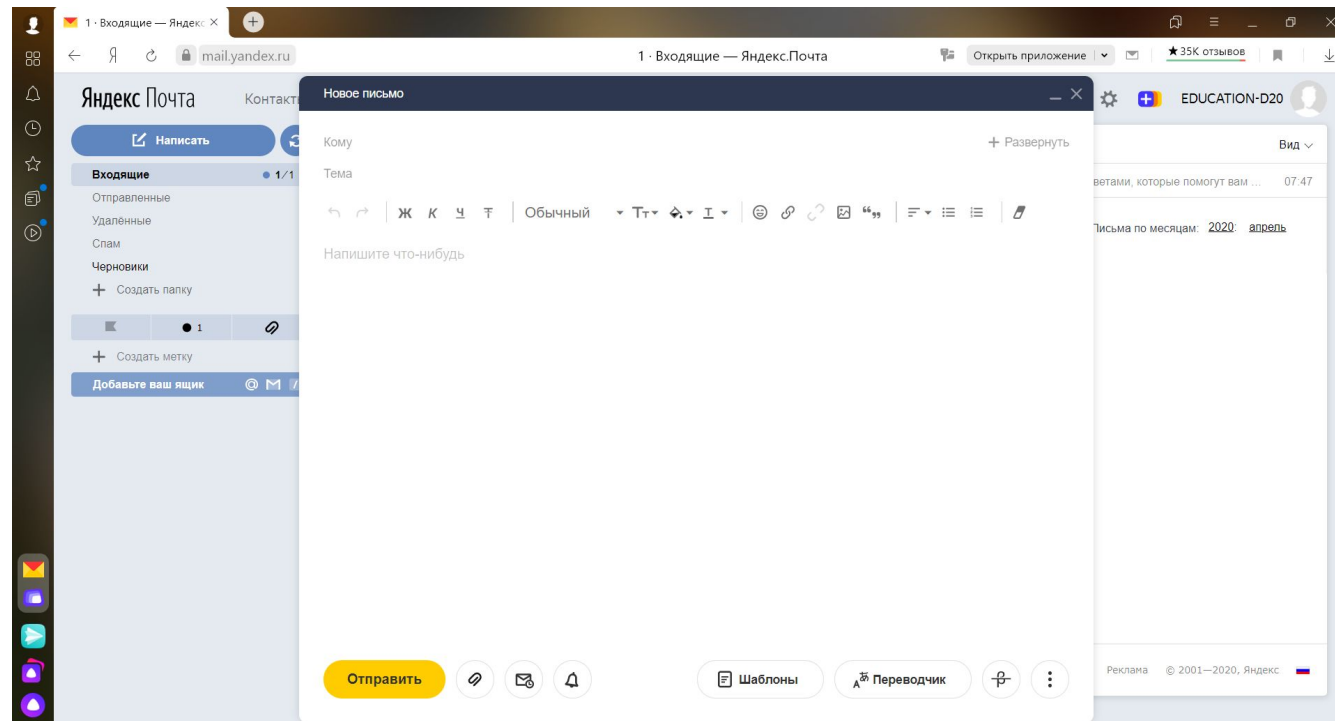 1 · Входящие — Яндекс
mail.yandex.ru
1 · Входящие — Яндекс.Почта
Открыть приложение
★35K отзывов
Яндекс Почта
EDUCATION-D20
Написать
Входящие 1/1
Отправленные
Удалённые
Спам
Черновики
+ Создать папку
1
+ Создать метку
Добавьте ваш ящик
Новое письмо
Кому
+ Развернуть
Тема
Ж К Ч Т Обычный
Напишите что-нибудь
Отправить
Шаблоны
Переводчик
Вид
которые помогут вам ... 07:47
Письма по месяцам: 2020: апрель
Реклама © 2001—2020, Яндекс